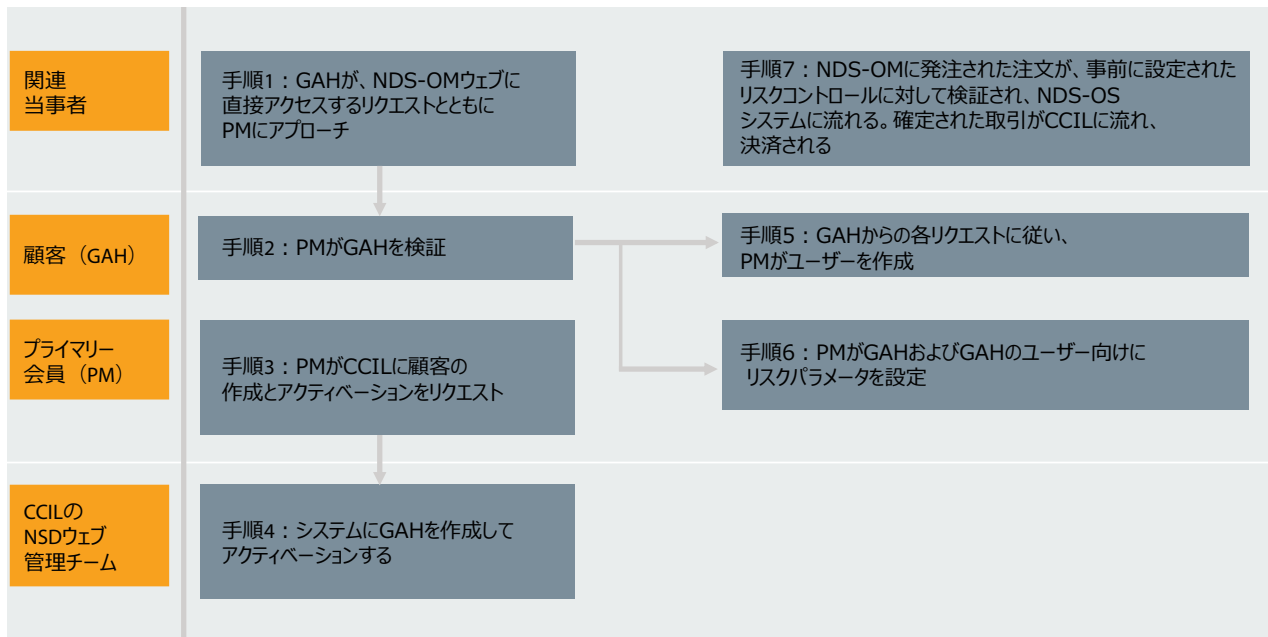 関連
当事者
手順1：GAHが、NDS-OMウェブに
直接アクセスするリクエストとともに
PMにアプローチ
手順7：NDS-OMに発注された注文が、事前に設定された
リスクコントロールに対して検証され、NDS-OS
システムに流れる。確定された取引がCCILに流れ、
決済される
顧客（GAH）
手順2：PMがGAHを検証
手順5：GAHからの各リクエストに従い、
PMがユーザーを作成
プライマリー
会員（PM）
手順3：PMがCCILに顧客の
作成とアクティベーションをリクエスト
手順6：PMがGAHおよびGAHのユーザー向けに
リスクパラメータを設定
CCILの
NSDウェブ
管理チーム
手順4：システムにGAHを作成して
アクティベーションする